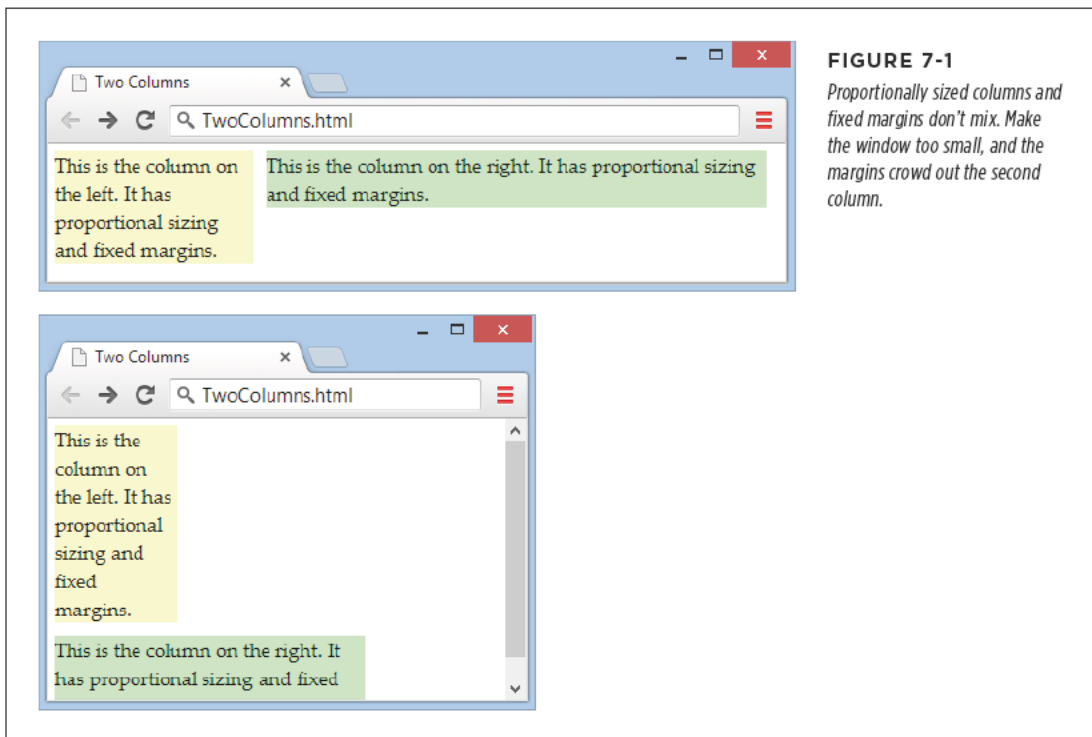 Two Columns
TwoColumns.html
This is the column on
the left. It has
proportional sizing
and fixed margins.
This is the column on the right. It has proportional sizing
and fixed margins.
FIGURE 7-1
Proportionally sized columns and
fixed margins don't mix. Make
the window too small, and the
margins crowd out the second
column.
Two Columns
TwoColumns.html
This is the
column on
the left. It has
proportional
sizing and
fixed
margins.
This is the column on the right. It
has proportional sizing and fixed